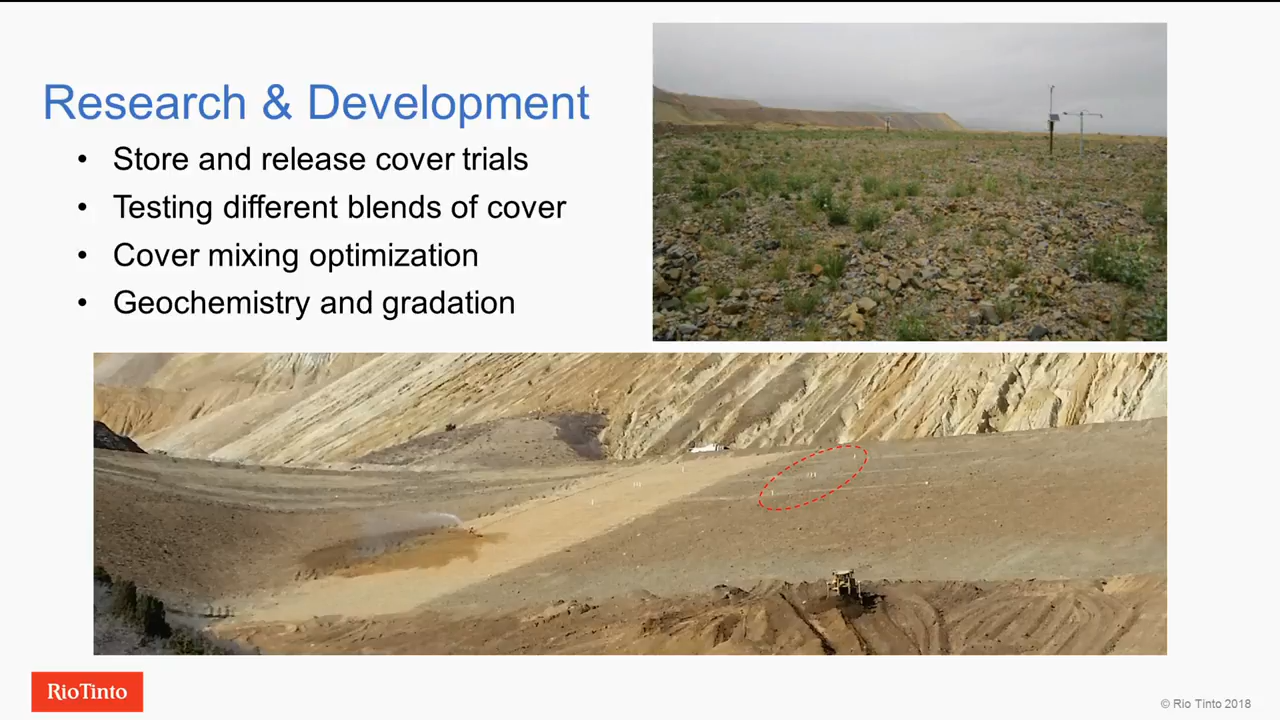 Research & Development
• Store and release cover trials
• Testing different blends of cover
• Cover mixing optimization
• Geochemistry and gradation
RioTinto
© Rio Tinto 2018